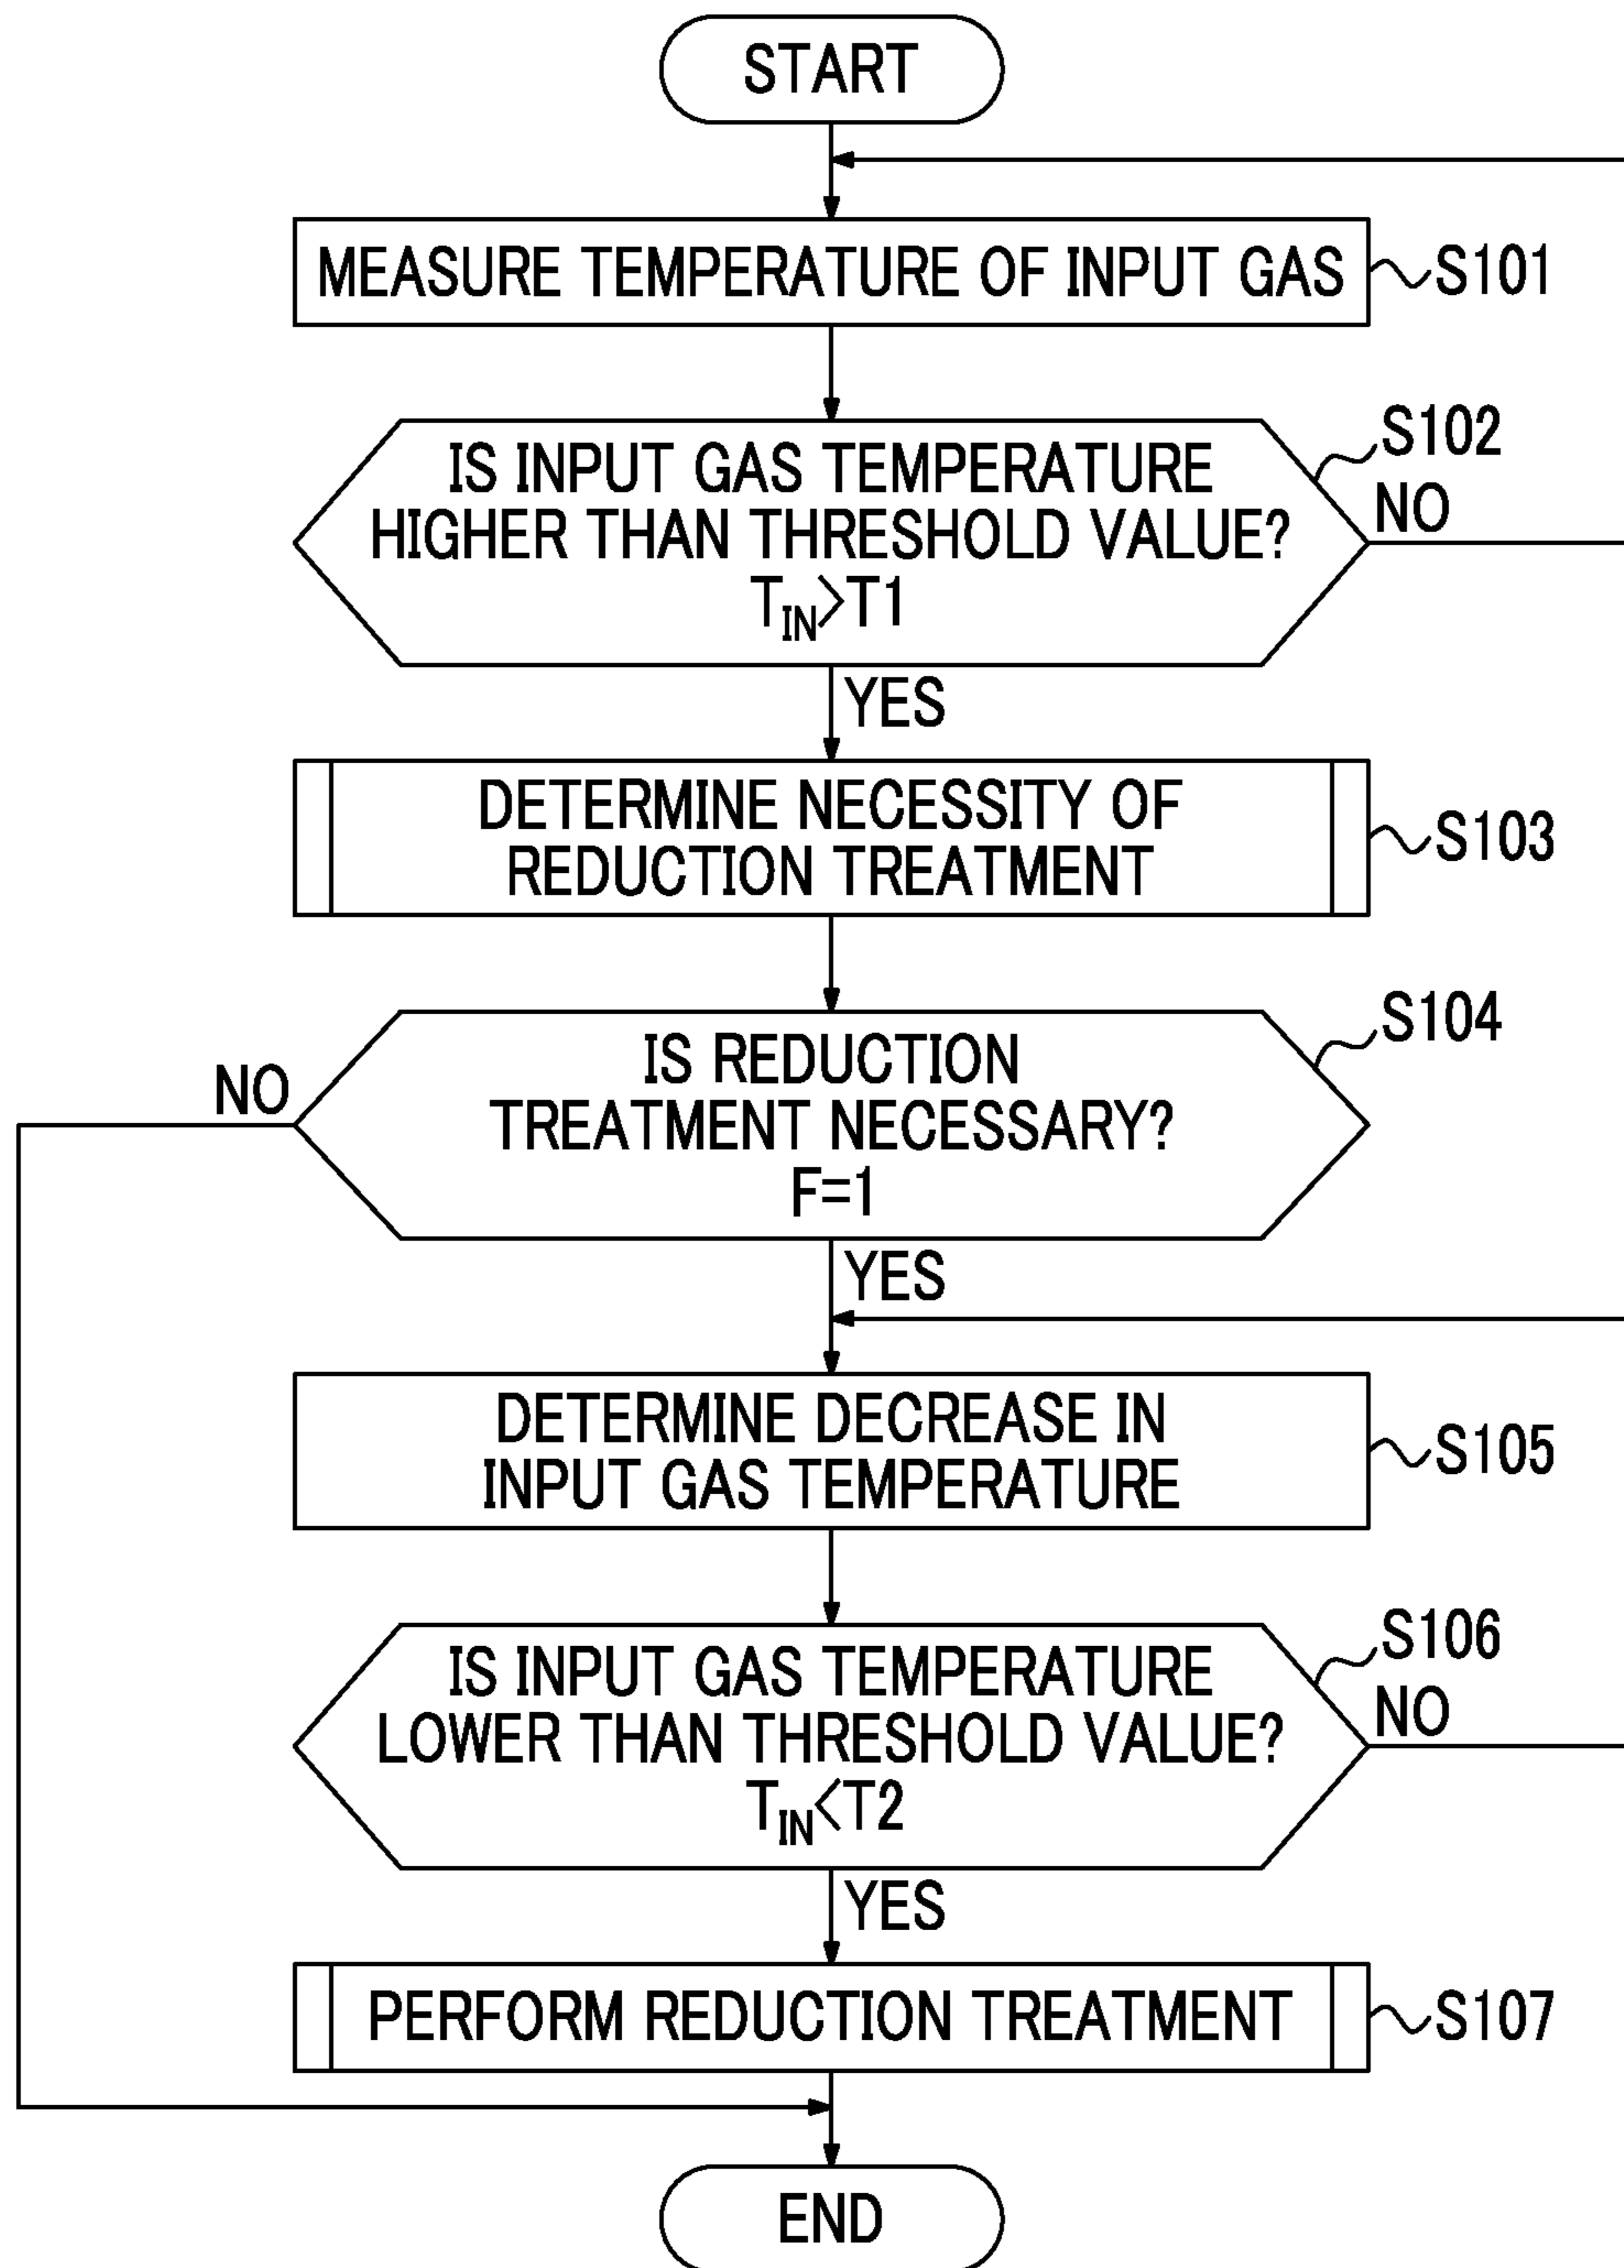 START
MEASURE TEMPERATURE OF INPUT GAS
S101
S102
IS INPUT GAS TEMPERATURE
HIGHER THAN THRESHOLD VALUE?
T_IN>T1
NO
YES
DETERMINE NECESSITY OF
REDUCTION TREATMENT
S103
S104
IS REDUCTION
TREATMENT NECESSARY?
F=1
NO
YES
DETERMINE DECREASE IN
INPUT GAS TEMPERATURE
S105
S106
IS INPUT GAS TEMPERATURE
LOWER THAN THRESHOLD VALUE?
T_IN<T2
NO
YES
PERFORM REDUCTION TREATMENT
S107
END